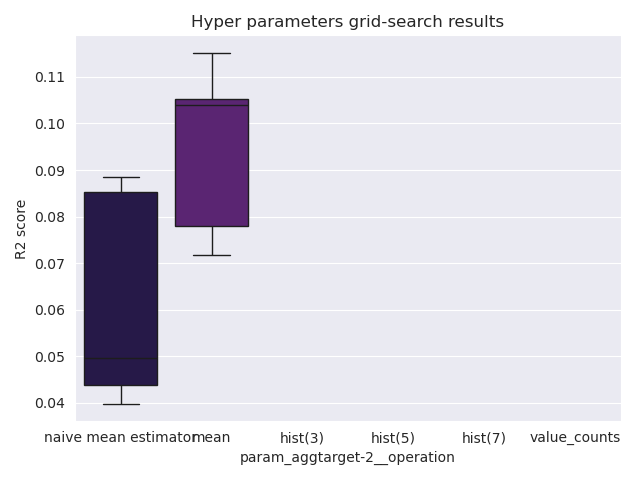 Hyper parameters grid-search results
0.11
0.10
0.09
0.08
0.07
0.06
0.05
0.04
R2 score
naive mean estimator mean hist(3) hist(5) hist(7) value_counts
param_aggtarget-2__operation